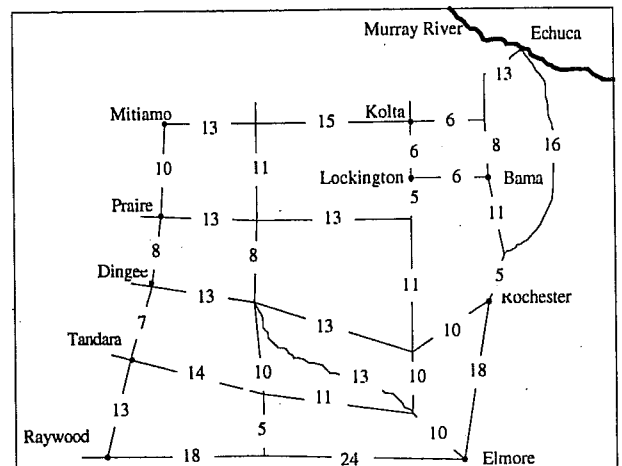 Murray River Echuca
13
Mitiamo 13 15 Kolta 6
10 11 6 8 16
Lockington 6 Bama
5
Praire 13 13 11
8 8 5
Dingee 13 11 Rochester
7 13 10
Tandara 14 10 13 10 18
11
13 5 10
Raywood 18 24 Elmore